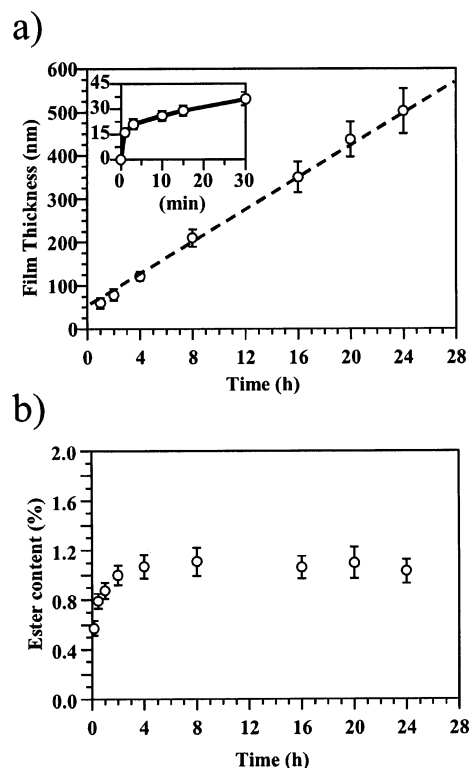 a)
600
500
400
300
200
100
0
Film Thickness (nm)
45
30
15
0
0 10 20 30
(min)
0 4 8 12 16 20 24 28
Time (h)
b)
2.0
1.6
1.2
0.8
0.4
0.0
Ester content (%)
0 4 8 12 16 20 24 28
Time (h)